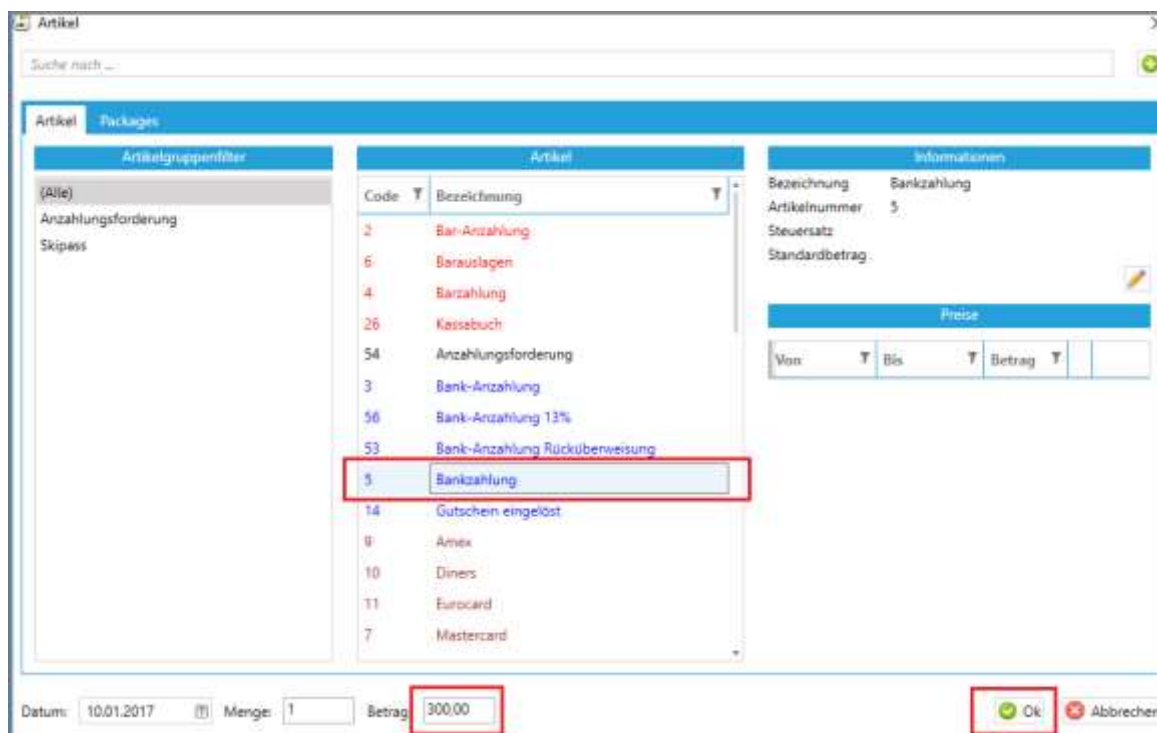 Artikel
Suche nach ...
Artikel Packages
Artikelgruppenfilter
(Alle)
Anzahlungsforderung
Skipass
Artikel
Code Bezeichnung
2 Bar-Anzahlung
6 Barauslagen
4 Barzahlung
26 Kassabuch
54 Anzahlungsforderung
3 Bank-Anzahlung
56 Bank-Anzahlung 13%
53 Bank-Anzahlung Rücküberweisung
5 Bankzahlung
14 Gutschein eingelöst
9 Amex
10 Diners
11 Eurocard
7 Mastercard
Informationen
Bezeichnung Bankzahlung
Artikelnummer 5
Steuersatz
Standardbetrag
Preise
Von Bis Betrag
Datum: 10.01.2017 Menge: 1 Betrag 300,00 Ok Abbrechen